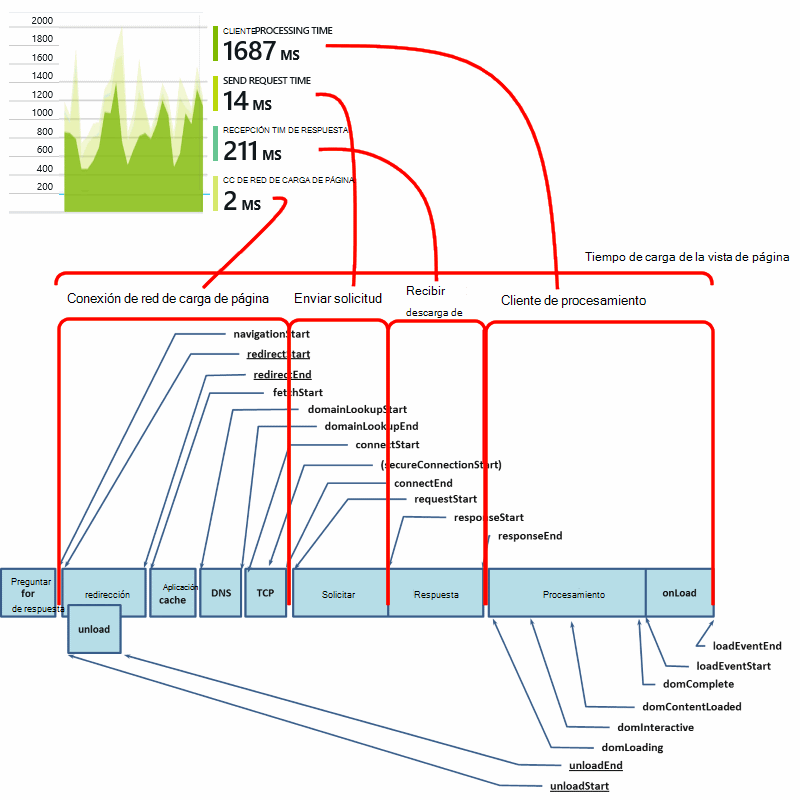 2000
1800
1600
1400
1200
1000
800
600
400
200
CLIENTE PROCESSING TIME
1687 MS
SEND REQUEST TIME
14 MS
RECEPCIÓN TIM DE RESPUESTA
211 MS
CC DE RED DE CARGA DE PÁGINA
2 MS
Tiempo de carga de la vista de página
Conexión de red de carga de página
Enviar solicitud
Recibir
descarga de
Cliente de procesamiento
navigationStart
redirectStart
redirectEnd
fetchStart
domainLookupStart
domainLookupEnd
connectStart
(secureConnectionStart)
connectEnd
requestStart
responseStart
responseEnd
Preguntar
for
de respuesta
redirección
Aplicación
cache
DNS
TCP
Solicitar
Respuesta
Procesamiento
onLoad
unload
loadEventEnd
loadEventStart
domComplete
domContentLoaded
domInteractive
domLoading
unloadEnd
unloadStart